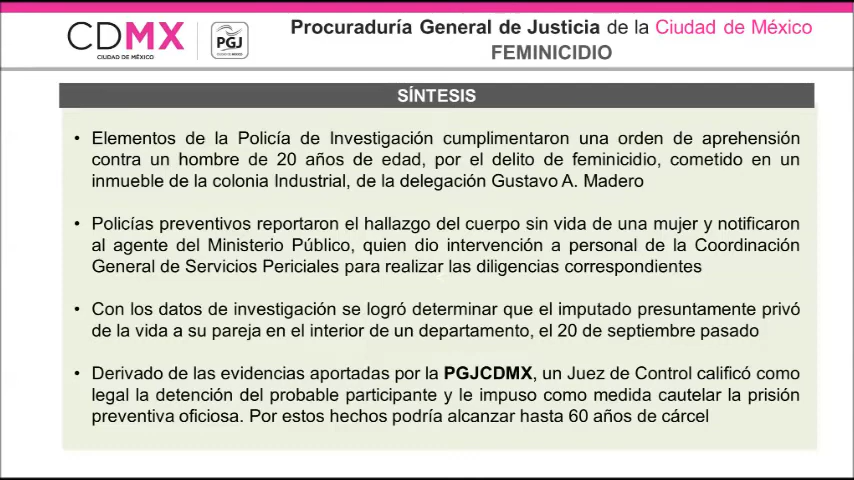 CDMX
CIUDAD DE MÉXICO
PGJ
CIUDAD DE MÉXICO
Procuraduría General de Justicia de la Ciudad de México
FEMINICIDIO
SÍNTESIS
• Elementos de la Policía de Investigación cumplimentaron una orden de aprehensión
contra un hombre de 20 años de edad, por el delito de feminicidio, cometido en un
inmueble de la colonia Industrial, de la delegación Gustavo A. Madero
• Policías preventivos reportaron el hallazgo del cuerpo sin vida de una mujer y notificaron
al agente del Ministerio Público, quien dio intervención a personal de la Coordinación
General de Servicios Periciales para realizar las diligencias correspondientes
• Con los datos de investigación se logró determinar que el imputado presuntamente privó
de la vida a su pareja en el interior de un departamento, el 20 de septiembre pasado
• Derivado de las evidencias aportadas por la PGJCDMX, un Juez de Control calificó como
legal la detención del probable participante y le impuso como medida cautelar la prisión
preventiva oficiosa. Por estos hechos podría alcanzar hasta 60 años de cárcel